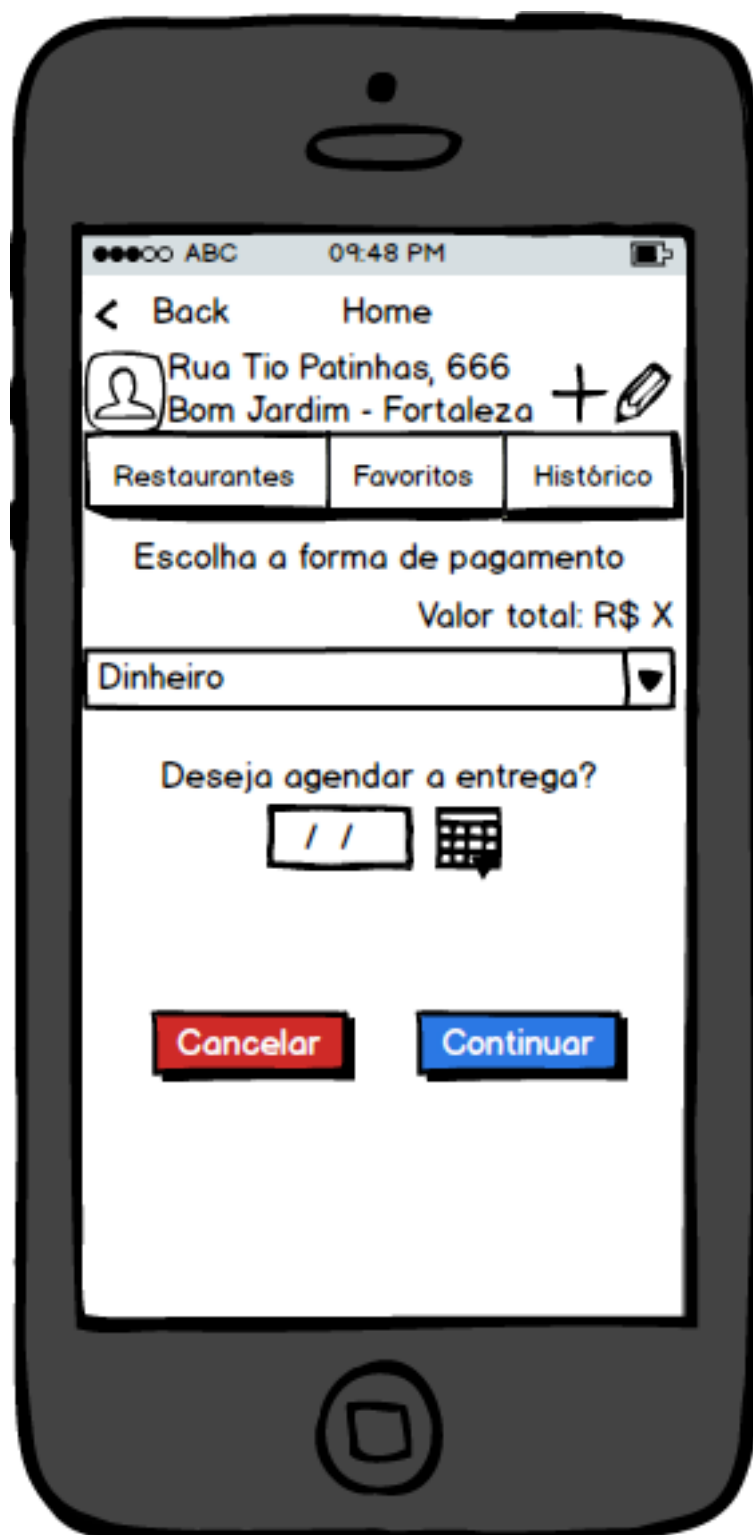 ABC 09:48 PM
< Back Home
Rua Tio Patinhas, 666
Bom Jardim - Fortaleza
Restaurantes Favoritos Histórico
Escolha a forma de pagamento
Valor total: R$ X
Dinheiro
Deseja agendar a entrega?
/ /
Cancelar Continuar